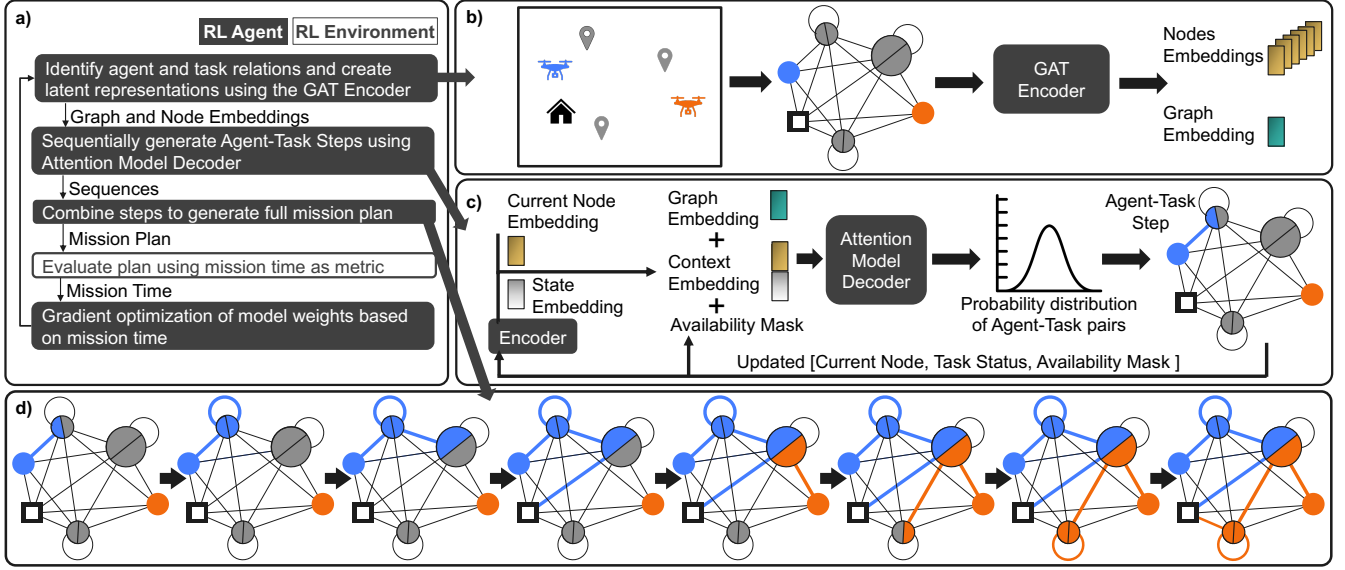 a)
RL Agent
RL Environment
Identify agent and task relations and create
latent representations using the GAT Encoder
Graph and Node Embeddings
Sequentially generate Agent-Task Steps using
Attention Model Decoder
Sequences
Combine steps to generate full mission plan
Mission Plan
Evaluate plan using mission time as metric
Mission Time
Gradient optimization of model weights based
on mission time
b)
GAT
Encoder
Nodes
Embeddings
Graph
Embedding
c)
Current Node
Embedding
State
Embedding
Encoder
Graph
Embedding
+
Context
Embedding
+
Availability Mask
Attention
Model
Decoder
Probability distribution
of Agent-Task pairs
Agent-Task
Step
Updated [Current Node, Task Status, Availability Mask ]
d)